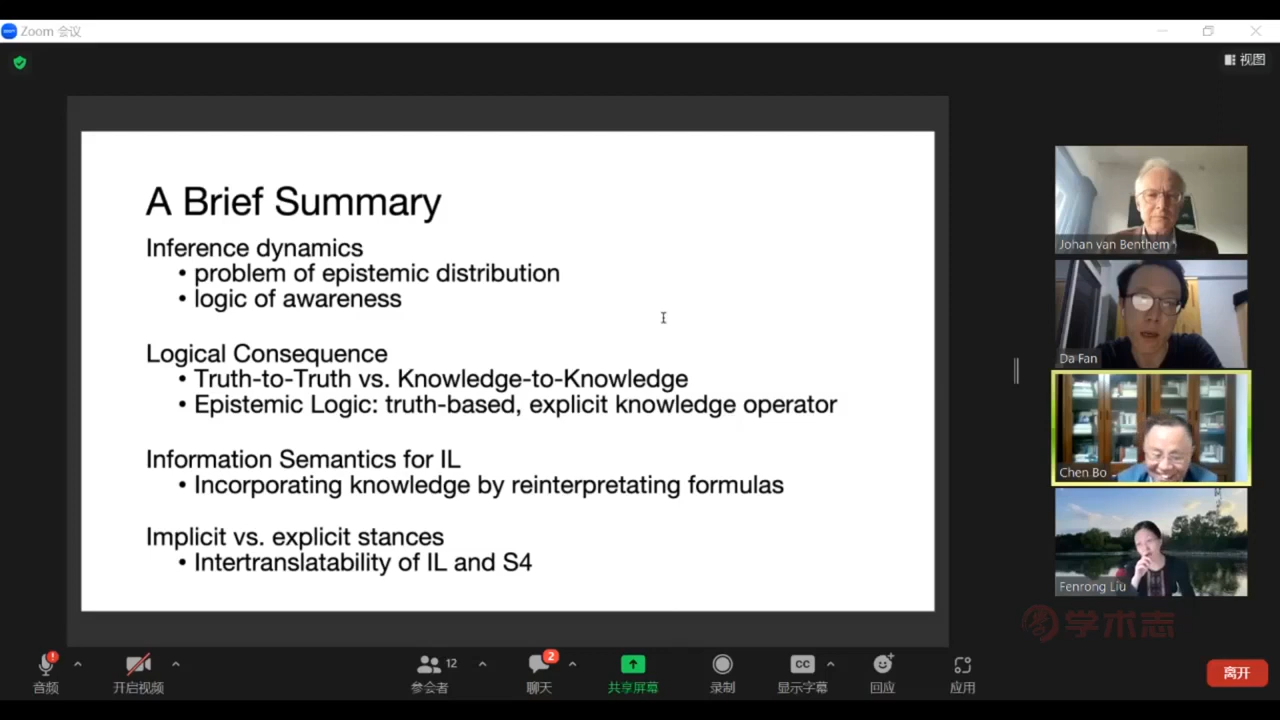 zoom Zoom 会议
视图
A Brief Summary
Inference dynamics
• problem of epistemic distribution
• logic of awareness
Logical Consequence
• Truth-to-Truth vs. Knowledge-to-Knowledge
• Epistemic Logic: truth-based, explicit knowledge operator
Information Semantics for IL
• Incorporating knowledge by reinterpretating formulas
Implicit vs. explicit stances
• Intertranslatability of IL and S4
Johan van Benthem
Da Fan
Chen Bo
Fenrong Liu
学术志
音频
开启视频
12
参会者
2
聊天
共享屏幕
录制
CC
显示字幕
回应
应用
离开